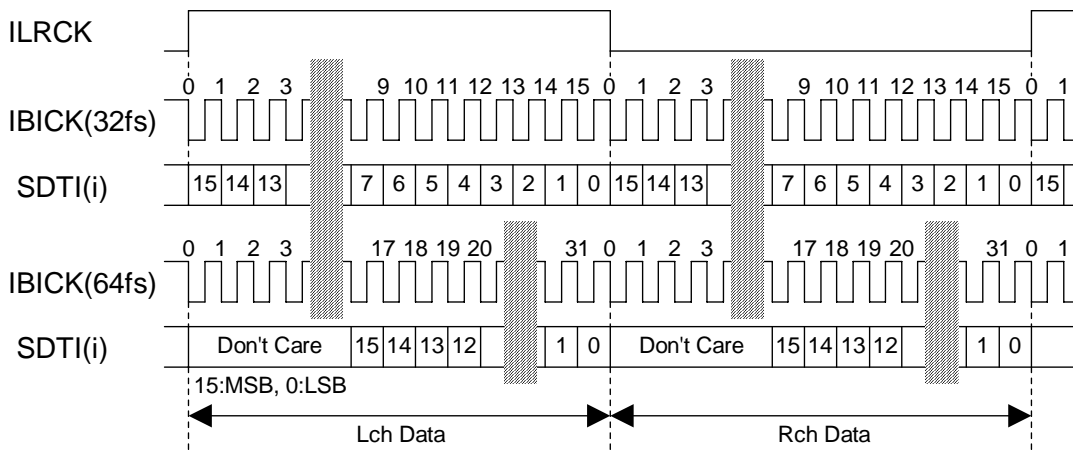 ILRCK
0 1 2 3 9 10 11 12 13 14 15 0 1 2 3 9 10 11 12 13 14 15 0 1
IBICK(32fs)
SDTI(i) 15 14 13 7 6 5 4 3 2 1 0 15 14 13 7 6 5 4 3 2 1 0 15
0 1 2 3 17 18 19 20 31 0 1 2 3 17 18 19 20 31 0 1
IBICK(64fs)
SDTI(i) Don't Care 15 14 13 12 1 0 Don't Care 15 14 13 12 1 0
15:MSB, 0:LSB
Lch Data Rch Data